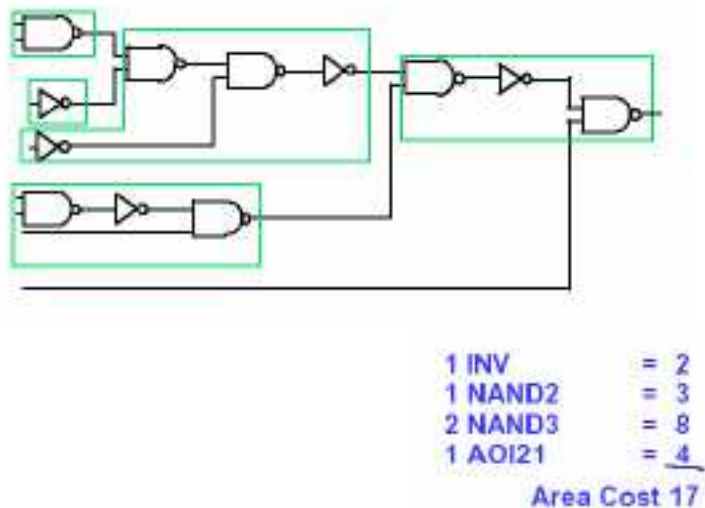 1 INV = 2
1 NAND2 = 3
2 NAND3 = 8
1 AOI21 = 4
Area Cost 17